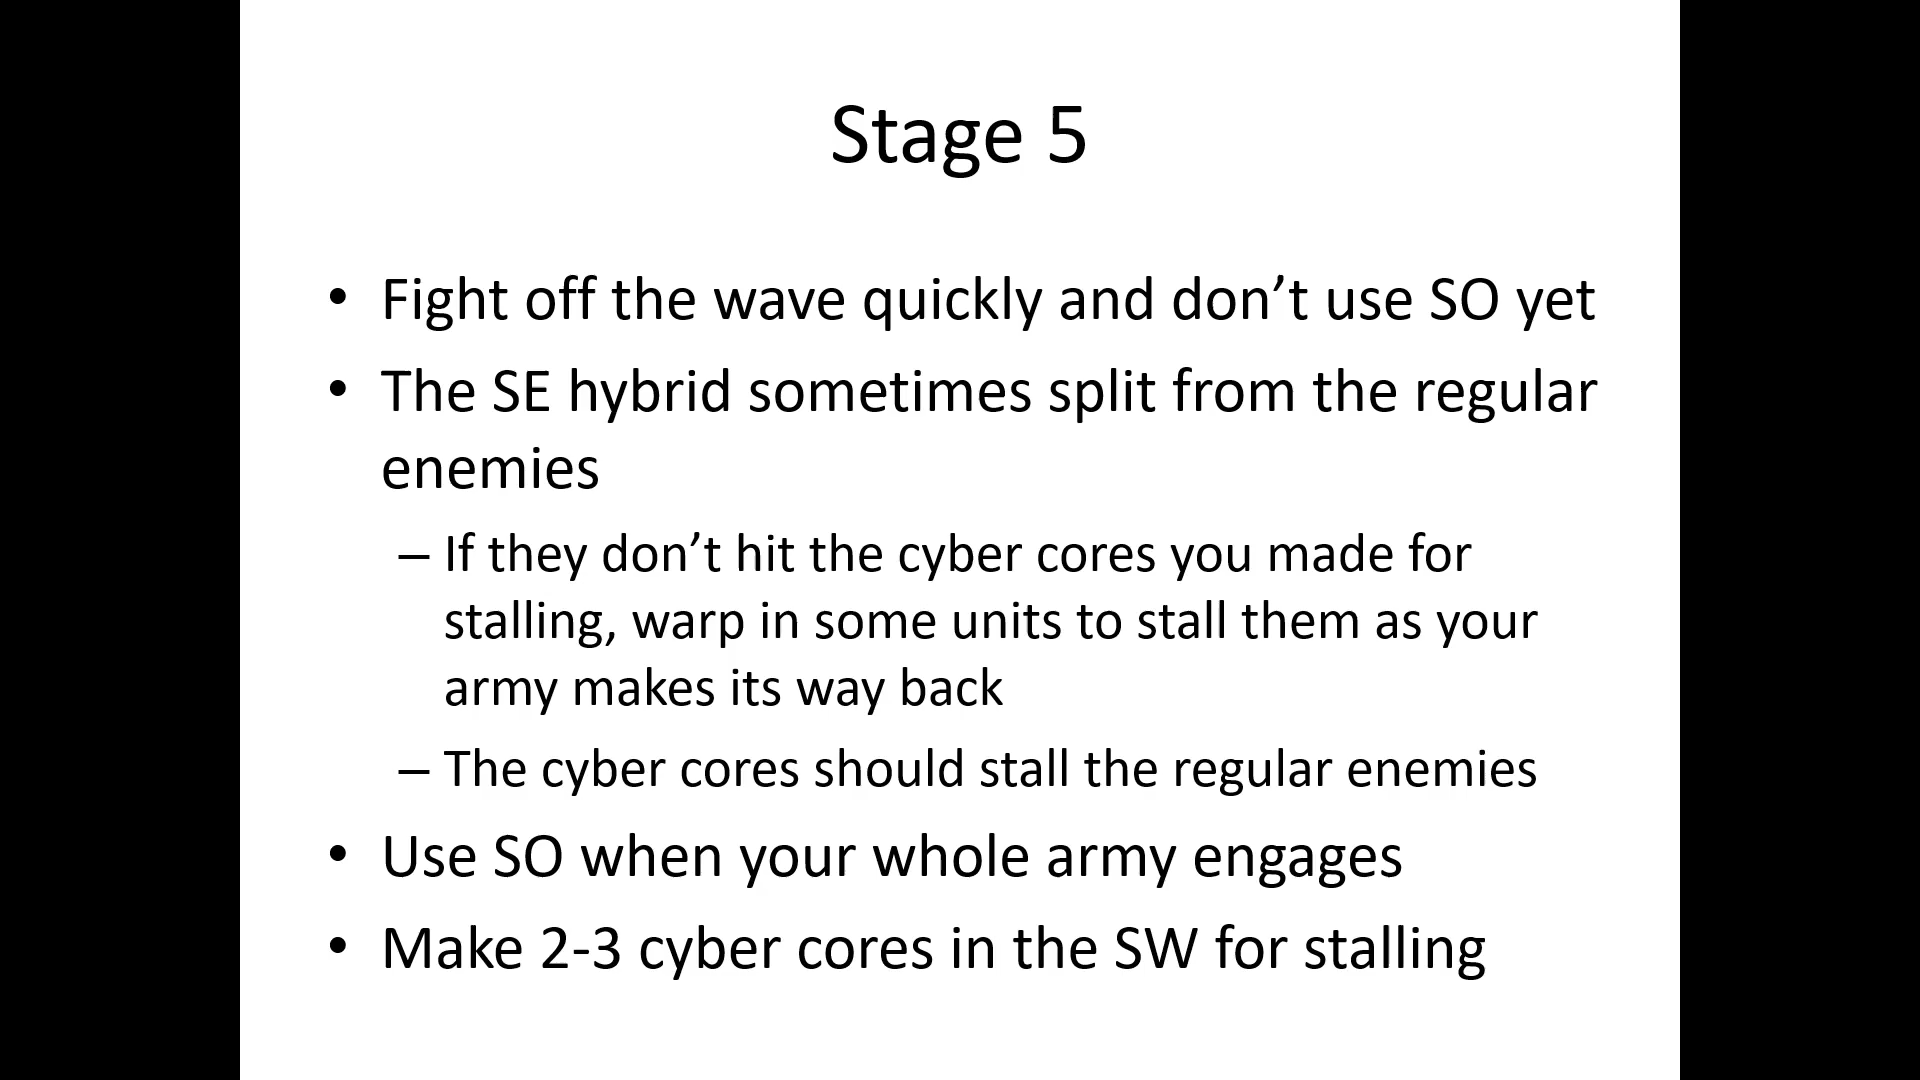 Stage 5
• Fight off the wave quickly and don’t use SO yet
• The SE hybrid sometimes split from the regular
enemies
– If they don’t hit the cyber cores you made for
stalling, warp in some units to stall them as your
army makes its way back
– The cyber cores should stall the regular enemies
• Use SO when your whole army engages
• Make 2-3 cyber cores in the SW for stalling